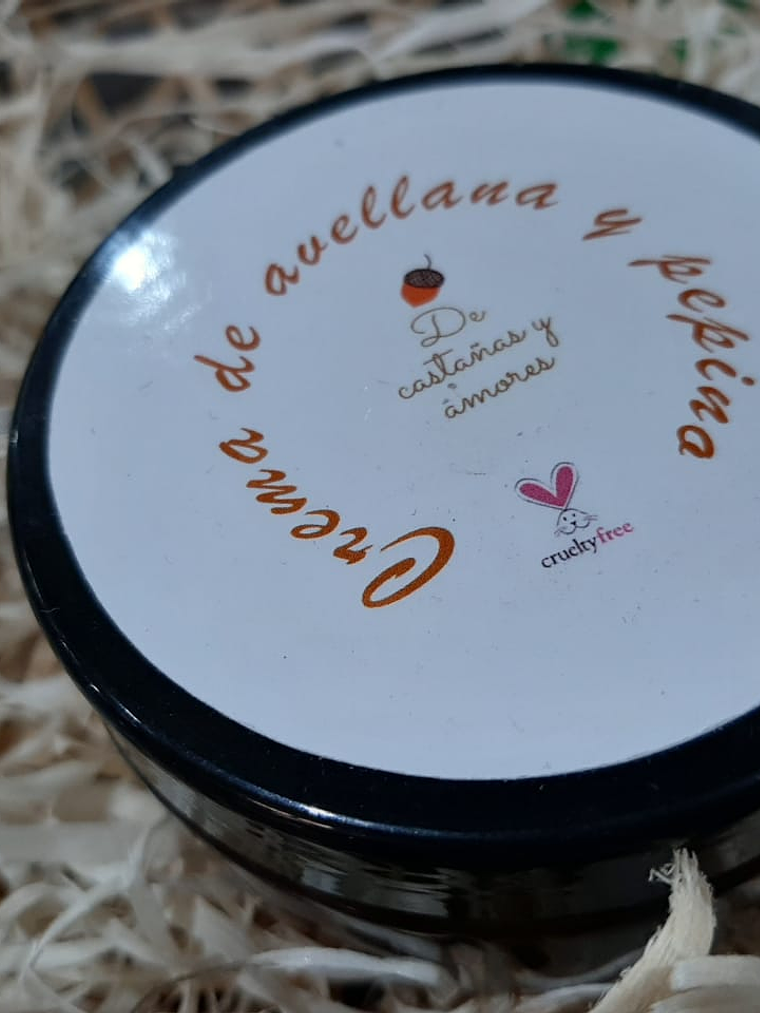 Crema de avellana y pepino
De
castañas y
amores
crueltyfree